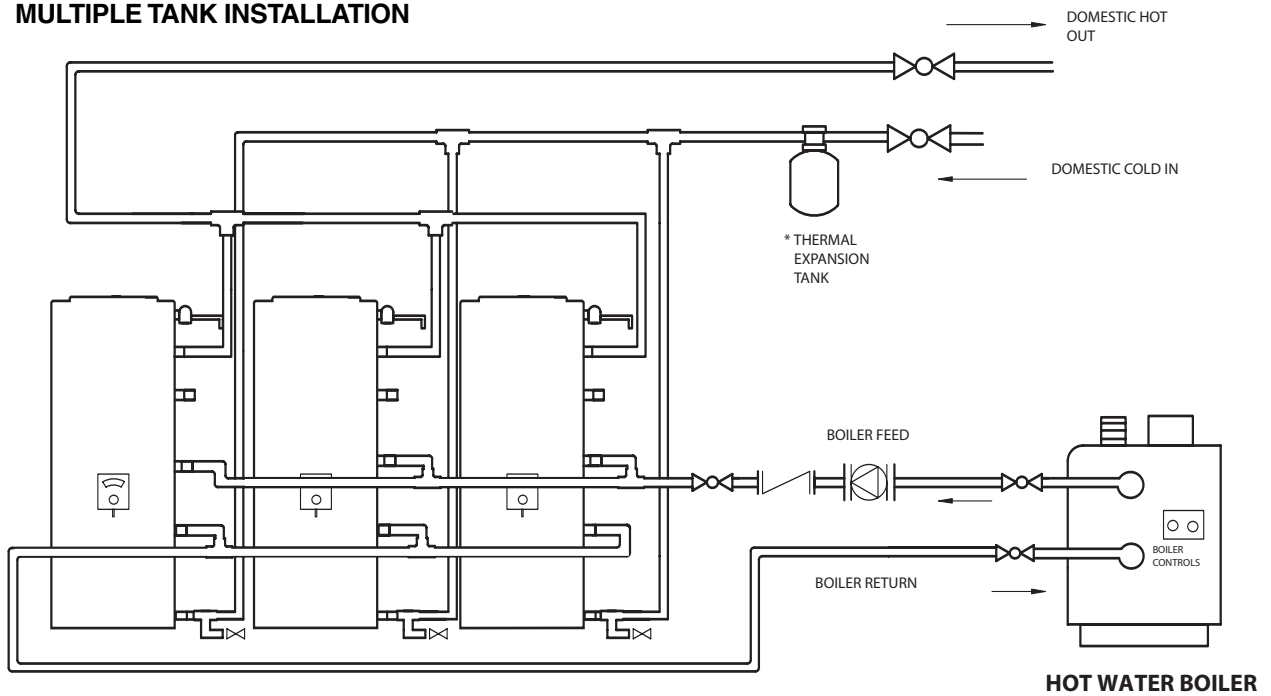 MULTIPLE TANK INSTALLATION
DOMESTIC HOT
OUT
DOMESTIC COLD IN
* THERMAL
EXPANSION
TANK
BOILER FEED
BOILER
CONTROLS
BOILER RETURN
HOT WATER BOILER